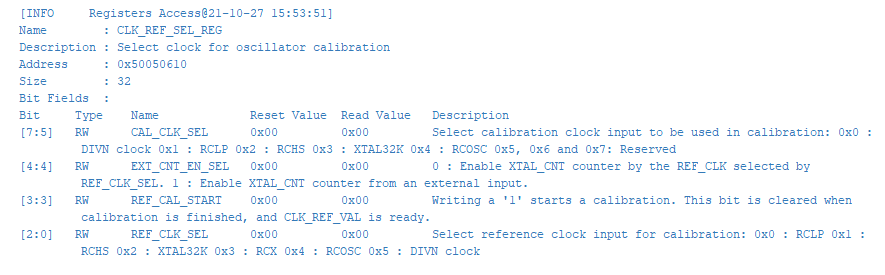 [INFO     Registers Access@21-10-27 15:53:51]
Name        : CLK_REF_SEL_REG
Description : Select clock for oscillator calibration
Address     : 0x50050610
Size        : 32
Bit Fields  :
Bit     Type    Name             Reset Value  Read Value   Description
[7:5]   RW      CAL_CLK_SEL      0x00         0x00         Select calibration clock input to be used in calibration: 0x0 :
         DIVN clock 0x1 : RCLP 0x2 : RCHS 0x3 : XTAL32K 0x4 : RCOSC 0x5, 0x6 and 0x7: Reserved
[4:4]   RW      EXT_CNT_EN_SEL   0x00         0x00         0 : Enable XTAL_CNT counter by the REF_CLK selected by
         REF_CLK_SEL. 1 : Enable XTAL_CNT counter from an external input.
[3:3]   RW      REF_CAL_START    0x00         0x00         Writing a '1' starts a calibration. This bit is cleared when
         calibration is finished, and CLK_REF_VAL is ready.
[2:0]   RW      REF_CLK_SEL      0x00         0x00         Select reference clock input for calibration: 0x0 : RCLP 0x1 :
         RCHS 0x2 : XTAL32K 0x3 : RCX 0x4 : RCOSC 0x5 : DIVN clock